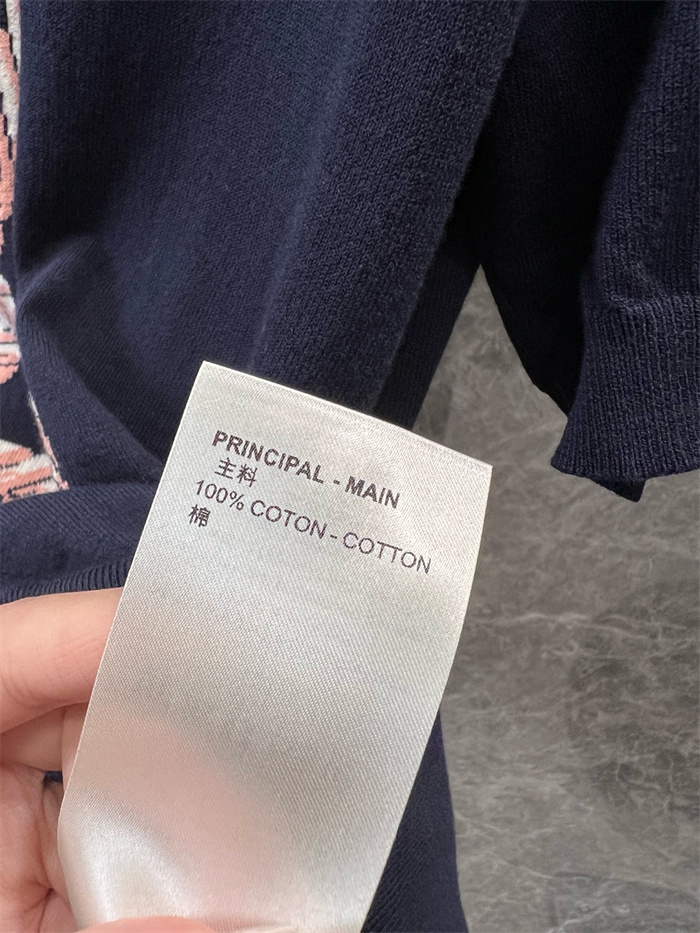 PRINCIPAL - MAIN
主料
100% COTON - COTTON
棉